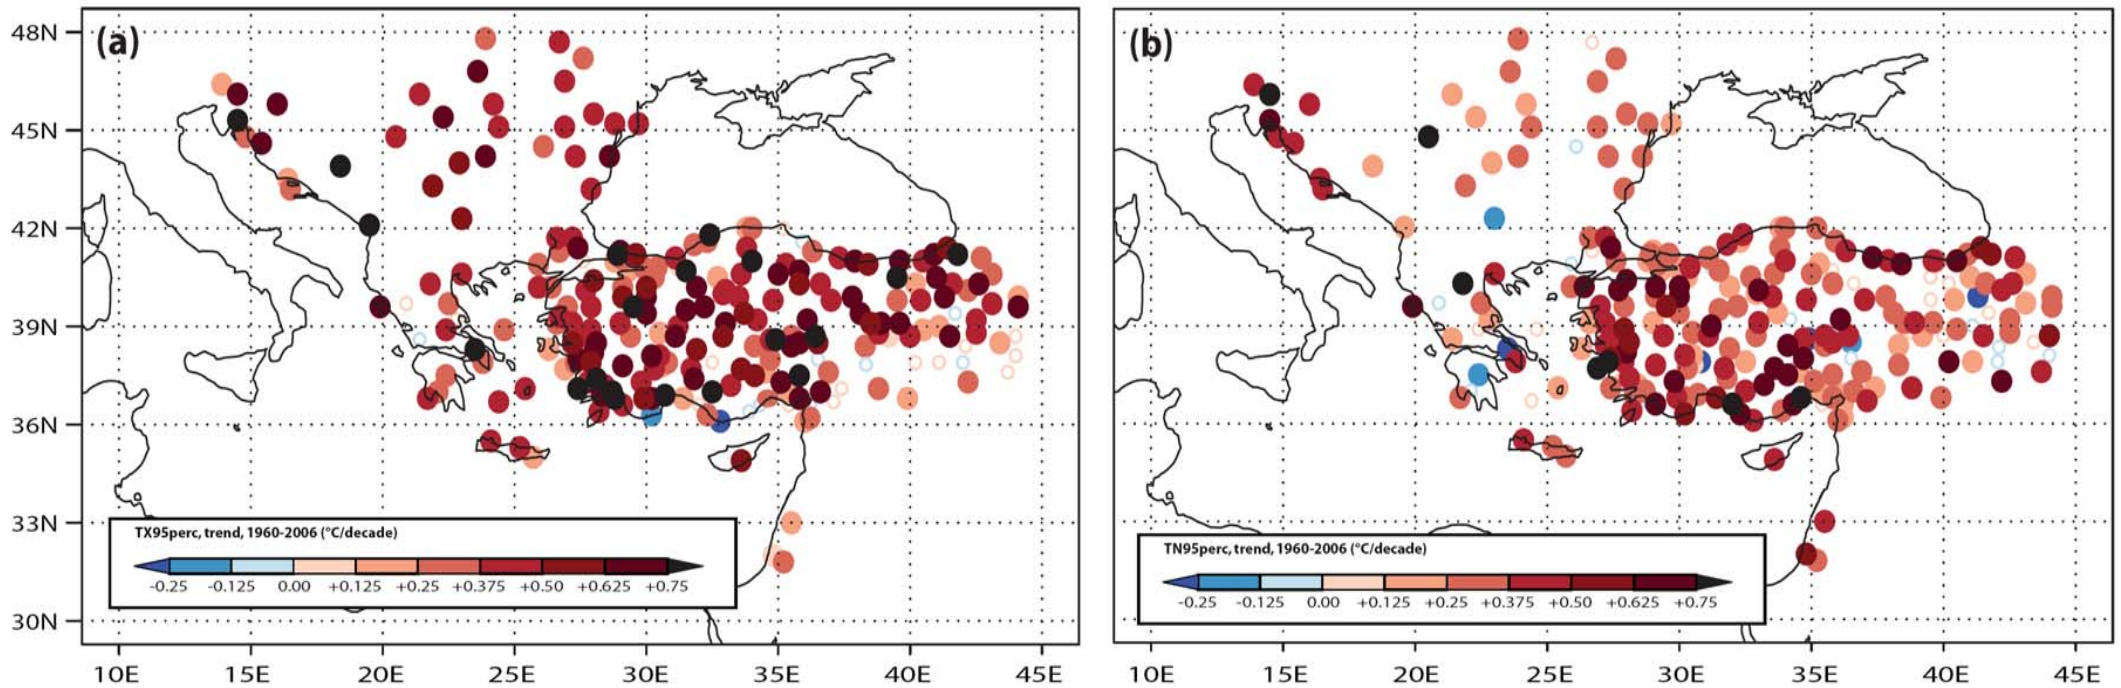 (a)
48N
45N
42N
39N
36N
33N
30N
TX95perc, trend, 1960-2006 (°C/decade)
-0.25 -0.125 0.00 +0.125 +0.25 +0.375 +0.50 +0.625 +0.75
10E 15E 20E 25E 30E 35E 40E 45E
(b)
TN95perc, trend, 1960-2006 (°C/decade)
-0.25 -0.125 0.00 +0.125 +0.25 +0.375 +0.50 +0.625 +0.75
10E 15E 20E 25E 30E 35E 40E 45E